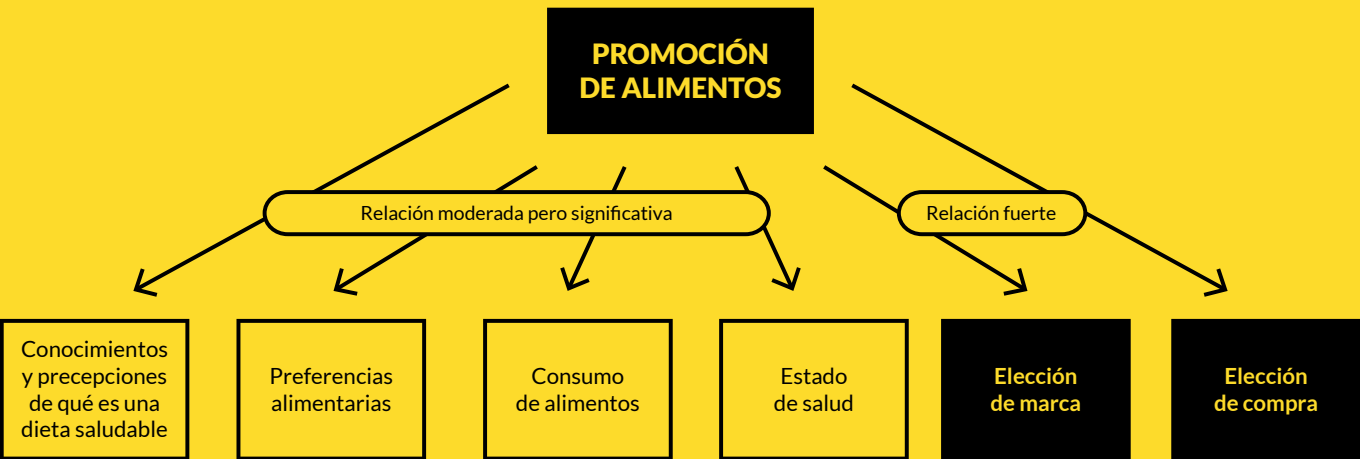 PROMOCIÓN
DE ALIMENTOS
Relación moderada pero significativa
Relación fuerte
Conocimientos
y precepciones
de qué es una
dieta saludable
Preferencias
alimentarias
Consumo
de alimentos
Estado
de salud
Elección
de marca
Elección
de compra